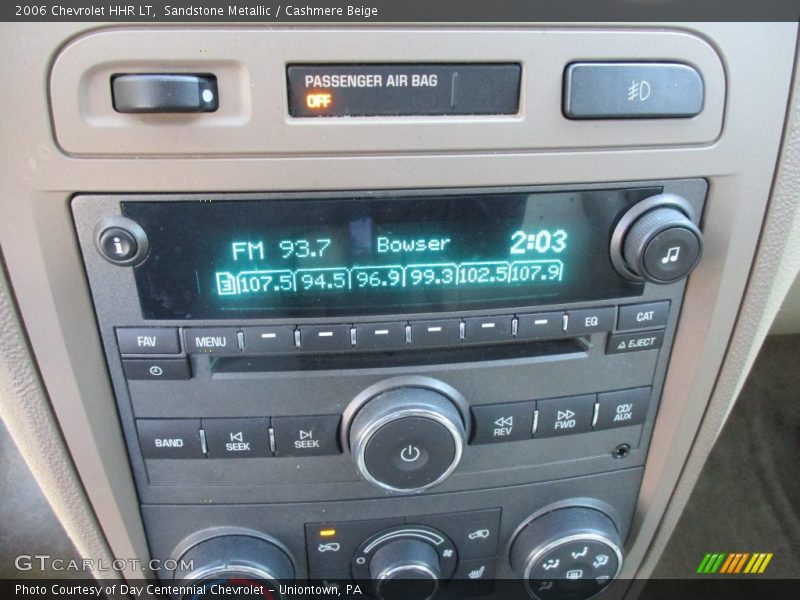 2006 Chevrolet HHR LT, Sandstone Metallic / Cashmere Beige
PASSENGER AIR BAG
OFF
i
FM 93.7 Bowser 2:03
107.5 94.5 96.9 99.3 102.5 107.9
FAV MENU EQ CAT
EJECT
BAND SEEK SEEK REV FWD CD/AUX
GTCARLOT.COM
Photo Courtesy of Day Centennial Chevrolet - Uniontown, PA